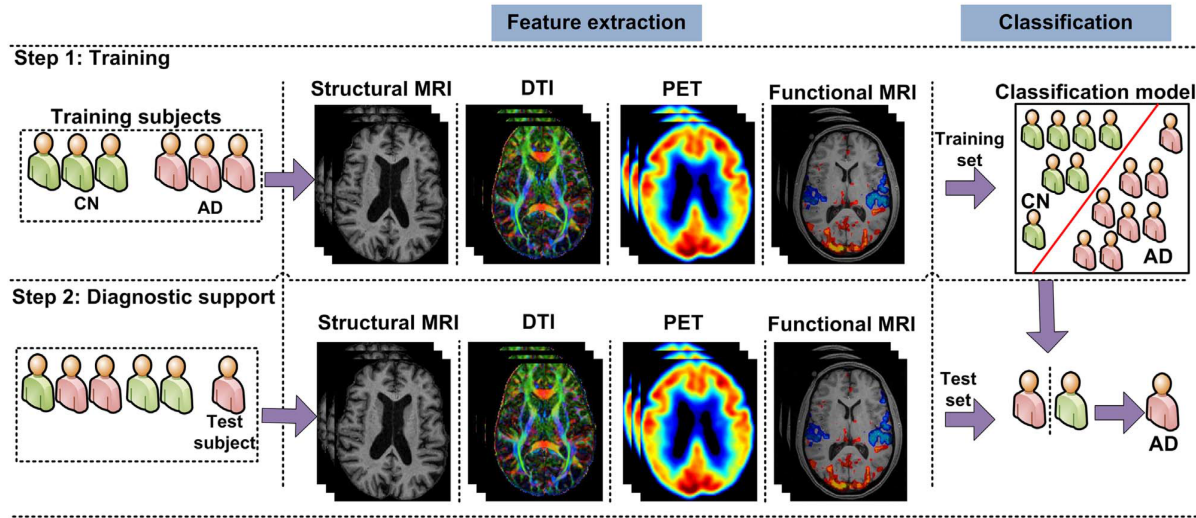 Feature extraction
Classification
Step 1: Training
Training subjects
CN
AD
Structural MRI
DTI
PET
Functional MRI
Training
set
Classification model
CN
AD
Step 2: Diagnostic support
Test
subject
Structural MRI
DTI
PET
Functional MRI
Test
set
AD